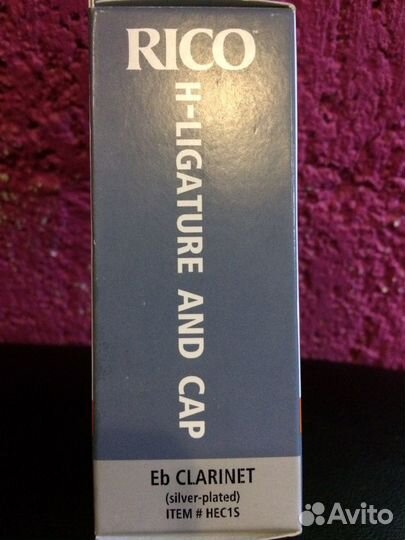 RICO
H-LIGATURE AND CAP
Eb CLARINET
(silver-plated)
ITEM # HEC1S
Avito